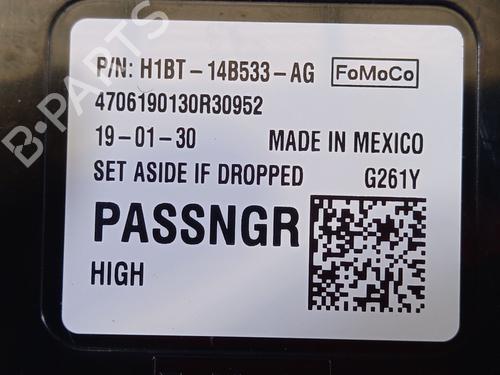 B-PARTS
P/N: H1BT-14B533-AG FoMoCo
4706190130R30952
19-01-30 MADE IN MEXICO
SET ASIDE IF DROPPED G261Y
PASSNGR
HIGH